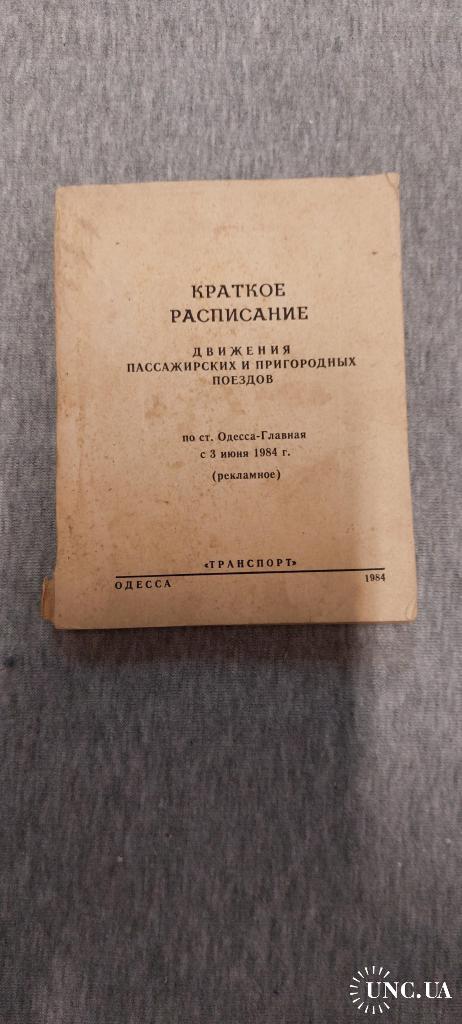 КРАТКОЕ
РАСПИСАНИЕ
ДВИЖЕНИЯ
ПАССАЖИРСКИХ И ПРИГОРОДНЫХ
ПОЕЗДОВ
по ст. Одесса-Главная
с 3 июня 1984 г.
(рекламное)
«ТРАНСПОРТ»
ОДЕССА 1984
UNC.UA